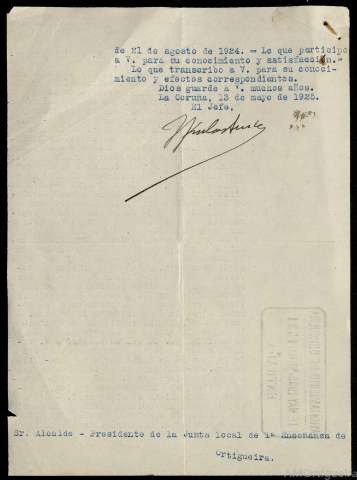 de 21 de agosto de 1924. - Lo que participo
a V. para su conocimiento y satisfacción.
Lo que transcribo a V. para su conoci-
miento y efectos correspondientes.
Dios guarde a V. muchos años.
La Coruña, 13 de mayo de 1925.
El Jefe,
Sr. Alcalde - Presidente de la Junta local de 1ª Enseñanza de
Ortigueira.